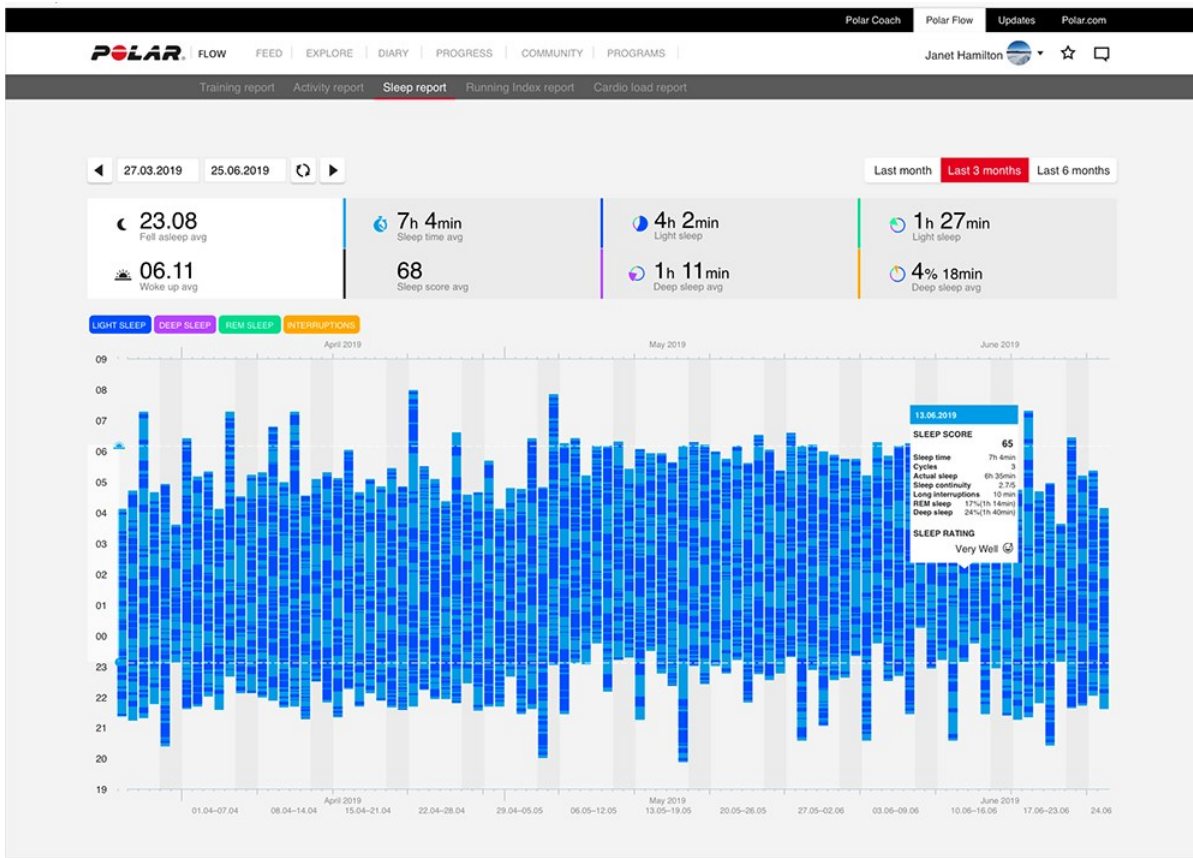 Polar Coach Polar Flow Updates Polar.com
POLAR. FLOW FEED EXPLORE DIARY PROGRESS COMMUNITY PROGRAMS Janet Hamilton
Training report Activity report Sleep report Running Index report Cardio load report
27.03.2019 25.06.2019 Last month Last 3 months Last 6 months
23.08 7h 4min 4h 2min 1h 27min
Fell asleep avg Sleep time avg Light sleep Light sleep
06.11 68 1h 11min 4% 18min
Woke up avg Sleep score avg Deep sleep avg Deep sleep avg
LIGHT SLEEP DEEP SLEEP REM SLEEP INTERRUPTIONS
April 2019 May 2019 June 2019
09
08
07
06
05
04
03
02
01
00
23
22
21
20
19
13.06.2019
SLEEP SCORE
65
Sleep time 7h 4min
Cycles 3
Actual sleep 6h 35min
Sleep continuity 2.7/5
Long interruptions 10 min
REM sleep 17%(1h 14min)
Deep sleep 24%(1h 40min)
SLEEP RATING
Very Well
April 2019 May 2019 June 2019
01.04–07.04 08.04–14.04 15.04–21.04 22.04–28.04 29.04–05.05 06.05–12.05 13.05–19.05 20.05–26.05 27.05–02.06 03.06–09.06 10.06–16.06 17.06–23.06 24.06